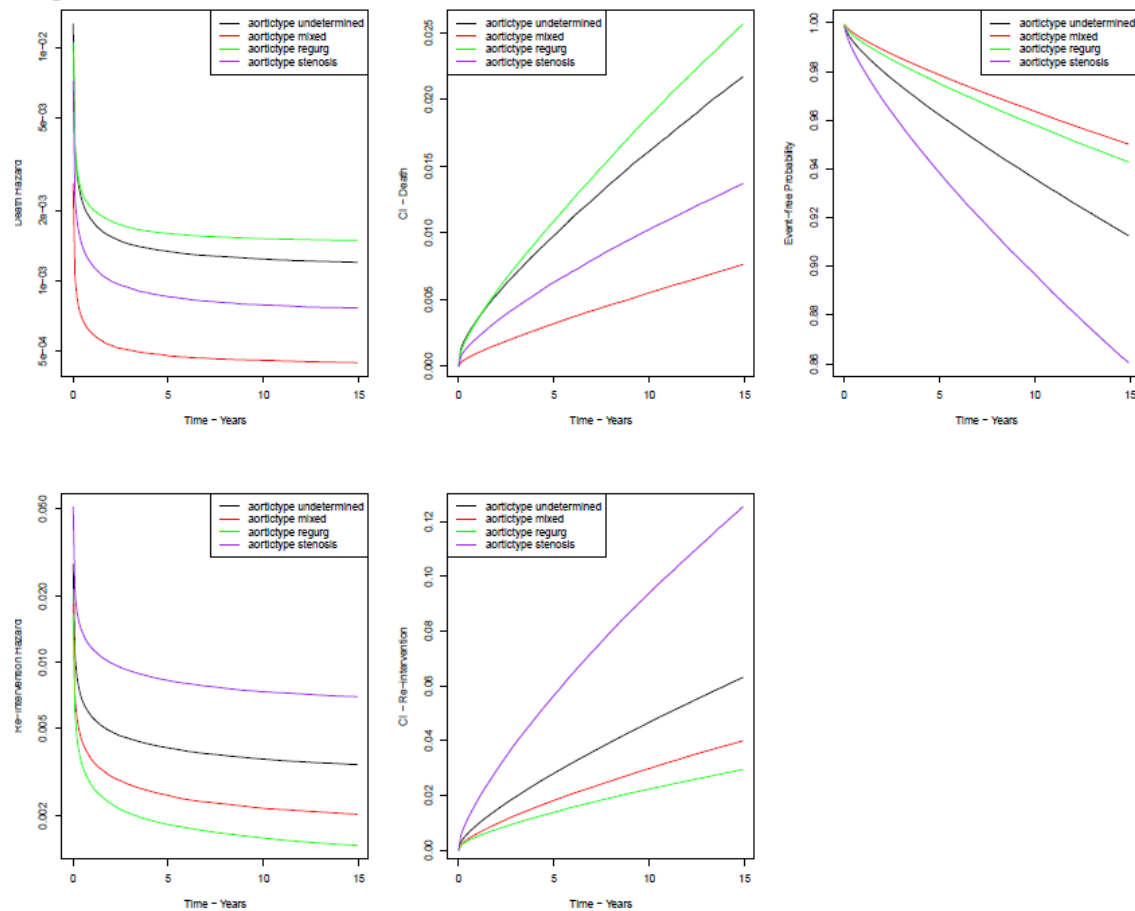 aortictype undetermined
aortictype mixed
aortictype regurg
aortictype stenosis
Death Hazard
1e-02
5e-03
2e-03
1e-03
5e-04
0 5 10 15
Time - Years
aortictype undetermined
aortictype mixed
aortictype regurg
aortictype stenosis
CI - Death
0.025
0.020
0.015
0.010
0.005
0.000
0 5 10 15
Time - Years
aortictype undetermined
aortictype mixed
aortictype regurg
aortictype stenosis
Event-free Probability
1.00
0.98
0.96
0.94
0.92
0.90
0.88
0.86
0 5 10 15
Time - Years
aortictype undetermined
aortictype mixed
aortictype regurg
aortictype stenosis
Re-intervention Hazard
0.050
0.020
0.010
0.005
0.002
0 5 10 15
Time - Years
aortictype undetermined
aortictype mixed
aortictype regurg
aortictype stenosis
CI - Re-intervention
0.12
0.10
0.08
0.06
0.04
0.02
0.00
0 5 10 15
Time - Years